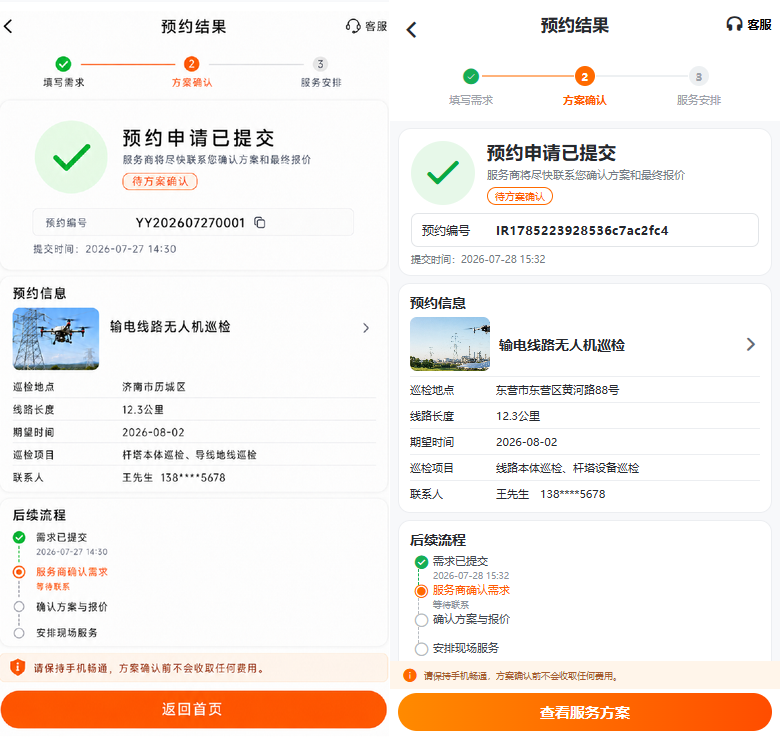 预约结果
客服
2
3
填写需求
方案确认
服务安排
预约申请已提交
服务商将尽快联系您确认方案和最终报价
待方案确认
预约编号 YY202607270001
提交时间：2026-07-27 14:30
预约信息
输电线路无人机巡检
巡检地点 济南市历城区
线路长度 12.3公里
期望时间 2026-08-02
巡检项目 杆塔本体巡检、导线地线巡检
联系人 王先生 138****5678
后续流程
需求已提交
2026-07-27 14:30
服务商确认需求
等待联系
确认方案与报价
安排现场服务
请保持手机畅通，方案确认前不会收取任何费用。
返回首页
预约结果
客服
2
3
填写需求
方案确认
服务安排
预约申请已提交
服务商将尽快联系您确认方案和最终报价
待方案确认
预约编号 IR1785223928536c7ac2fc4
提交时间：2026-07-28 15:32
预约信息
输电线路无人机巡检
巡检地点 东营市东营区黄河路88号
线路长度 12.3公里
期望时间 2026-08-02
巡检项目 线路本体巡检、杆塔设备巡检
联系人 王先生 138****5678
后续流程
需求已提交
2026-07-28 15:32
服务商确认需求
等待联系
确认方案与报价
安排现场服务
请保持手机畅通，方案确认前不会收取任何费用。
查看服务方案